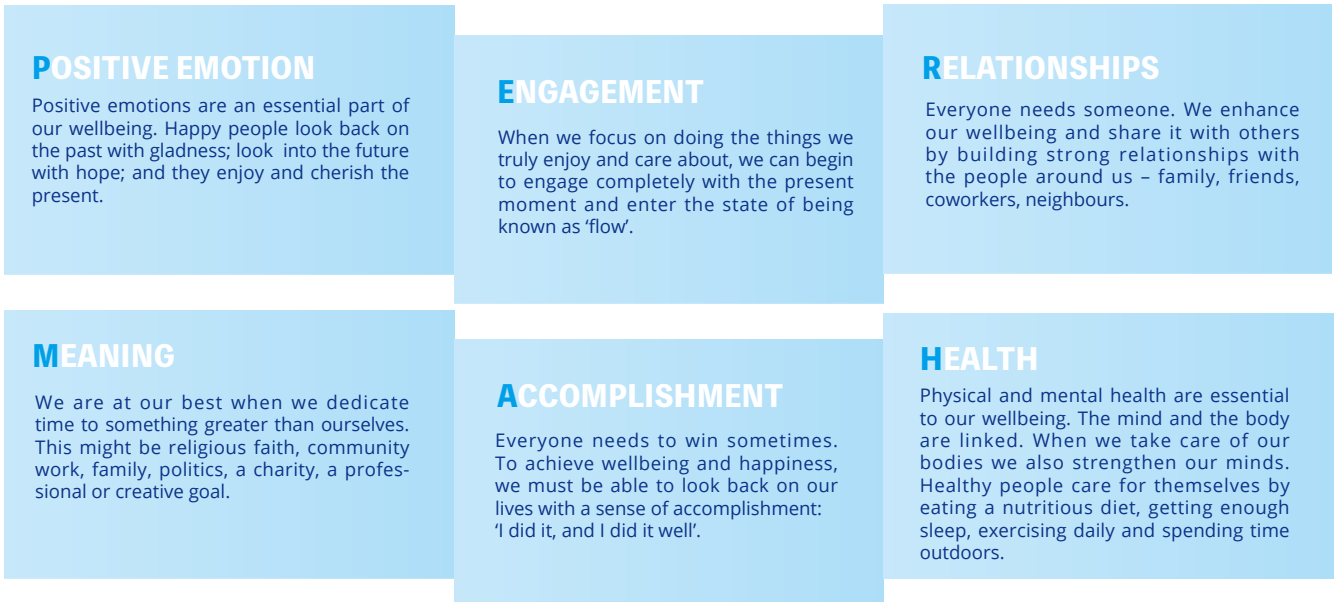 POSITIVE EMOTION
Positive emotions are an essential part of
our wellbeing. Happy people look back on
the past with gladness; look into the future
with hope; and they enjoy and cherish the
present.
ENGAGEMENT
When we focus on doing the things we
truly enjoy and care about, we can begin
to engage completely with the present
moment and enter the state of being
known as ‘flow’.
RELATIONSHIPS
Everyone needs someone. We enhance
our wellbeing and share it with others
by building strong relationships with
the people around us – family, friends,
coworkers, neighbours.
MEANING
We are at our best when we dedicate
time to something greater than ourselves.
This might be religious faith, community
work, family, politics, a charity, a profes-
sional or creative goal.
ACCOMPLISHMENT
Everyone needs to win sometimes.
To achieve wellbeing and happiness,
we must be able to look back on our
lives with a sense of accomplishment:
‘I did it, and I did it well’.
HEALTH
Physical and mental health are essential
to our wellbeing. The mind and the body
are linked. When we take care of our
bodies we also strengthen our minds.
Healthy people care for themselves by
eating a nutritious diet, getting enough
sleep, exercising daily and spending time
outdoors.